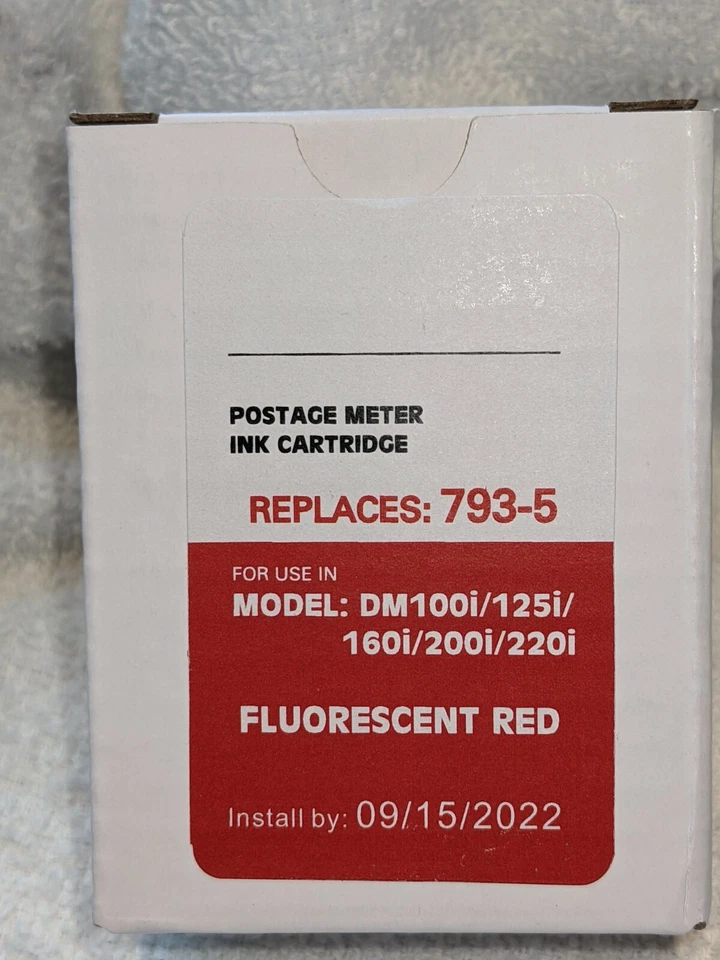 POSTAGE METER
INK CARTRIDGE
REPLACES: 793-5
FOR USE IN
MODEL: DM100i/125i/
160i/200i/220i
FLUORESCENT RED
Install by: 09/15/2022